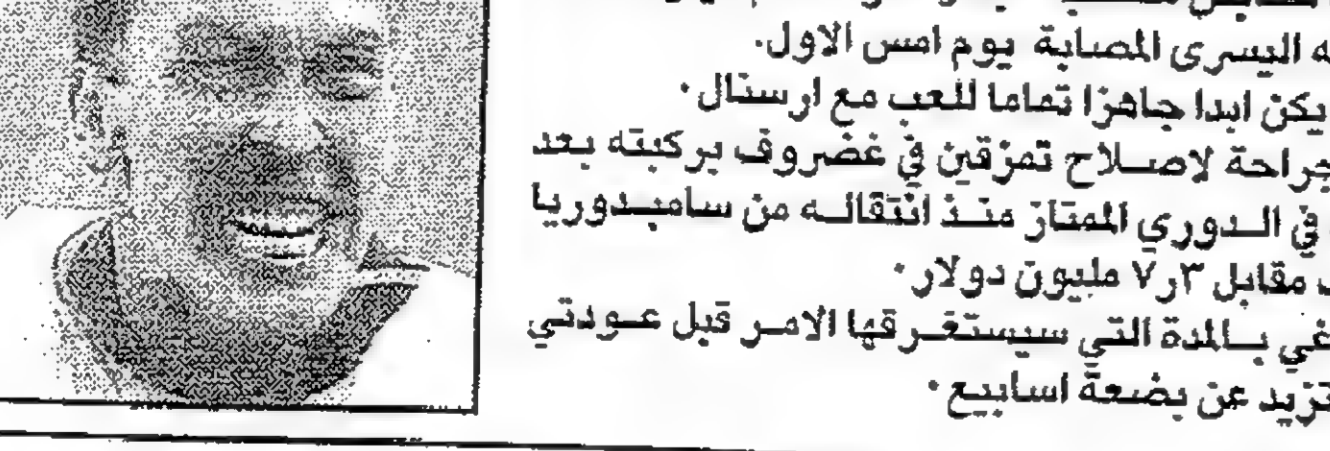 ه اليسرى المصابة يوم امس الاول.
يكن ابدا جاهزا تماما للعب مع ارسنال.
جراحة لاصلاح تمزقين في غضروف بركبته بعد
في الدوري الممتاز منذ انتقاله من سامبدوريا
مقابل ٣ر٧ مليون دولار.
غي بالمدة التي سيستغرقها الامر قبل عودتي
تزيد عن بضعة اسابيع.